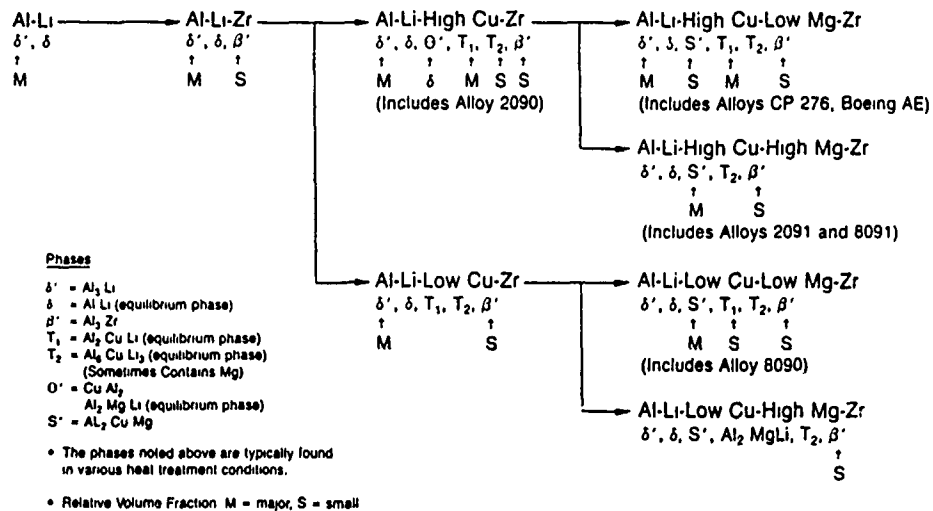 Al-Li
δ', δ
M
Al-Li-Zr
δ', δ, β'
M S
Al-Li-High Cu-Zr
δ', δ, Θ', T₁, T₂, β'
M δ M S S
(Includes Alloy 2090)
Al-Li-High Cu-Low Mg-Zr
δ', δ, S', T₁, T₂, β'
M S M S
(Includes Alloys CP 276, Boeing AE)
Al-Li-High Cu-High Mg-Zr
δ', δ, S', T₂, β'
M S
(Includes Alloys 2091 and 8091)
Al-Li-Low Cu-Zr
δ', δ, T₁, T₂, β'
M S
Al-Li-Low Cu-Low Mg-Zr
δ', δ, S', T₁, T₂, β'
M S S
(Includes Alloy 8090)
Al-Li-Low Cu-High Mg-Zr
δ', δ, S', Al₂ MgLi, T₂, β'
S
Phases
δ' = Al₃ Li
δ = Al Li (equilibrium phase)
β' = Al₃ Zr
T₁ = Al₂ Cu Li (equilibrium phase)
T₂ = Al₆ Cu Li₃ (equilibrium phase)
(Sometimes Contains Mg)
Θ' = Cu Al₂
Al₂ Mg Li (equilibrium phase)
S' = AL₂ Cu Mg
• The phases noted above are typically found
in various heat treatment conditions.
• Relative Volume Fraction M = major, S = small